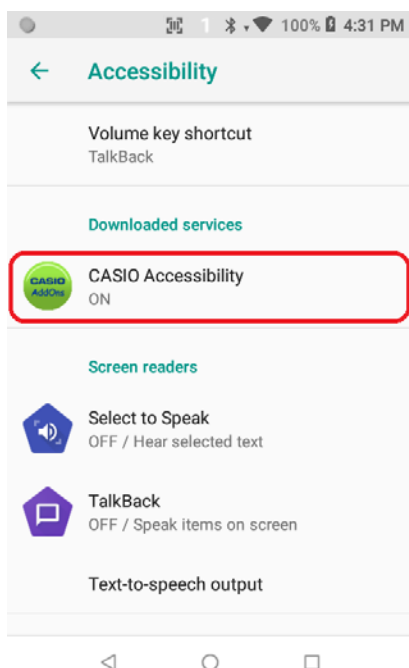 1 100% 4:31 PM
Accessibility
Volume key shortcut
TalkBack
Downloaded services
CASIO
AddOns
CASIO Accessibility
ON
Screen readers
Select to Speak
OFF / Hear selected text
TalkBack
OFF / Speak items on screen
Text-to-speech output